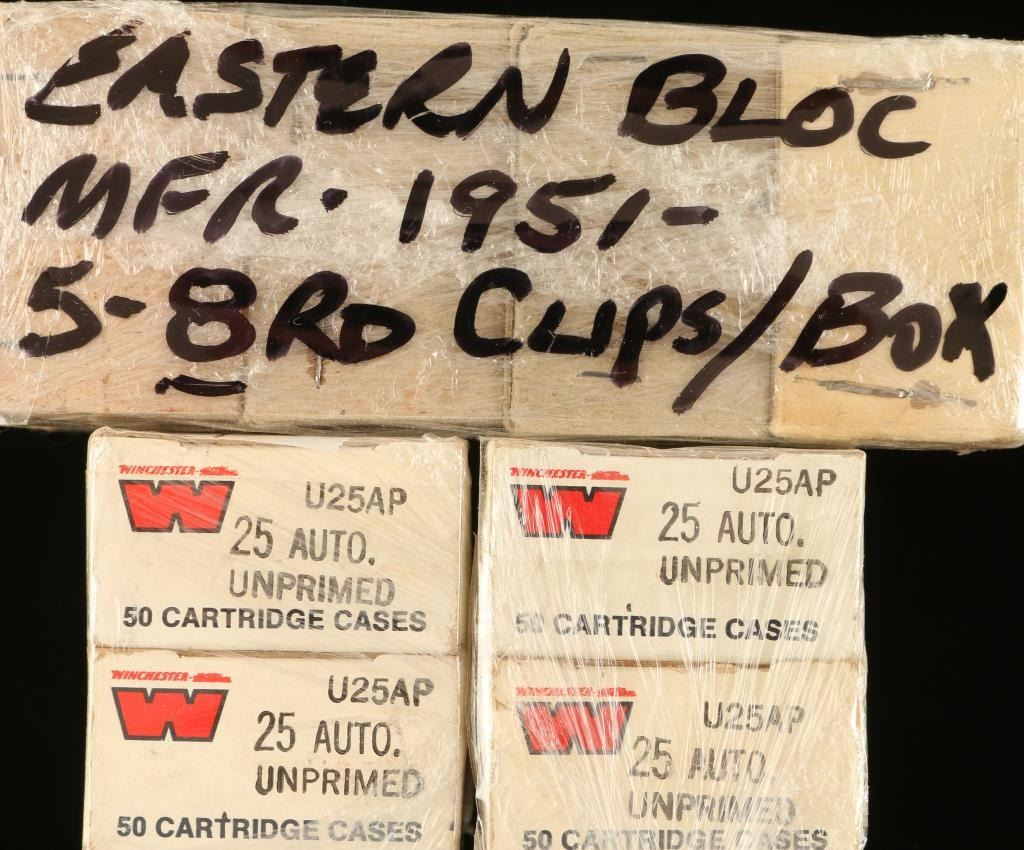 EASTERN BLOC
MFR. 1951-
5-8RD CLIPS/BOX
WINCHESTER
W
U25AP
25 AUTO.
UNPRIMED
50 CARTRIDGE CASES
WINCHESTER
W
U25AP
25 AUTO.
UNPRIMED
50 CARTRIDGE CASES
WINCHESTER
W
U25AP
25 AUTO.
UNPRIMED
50 CARTRIDGE CASES
WINCHESTER
W
U25AP
25 AUTO.
UNPRIMED
50 CARTRIDGE CASES